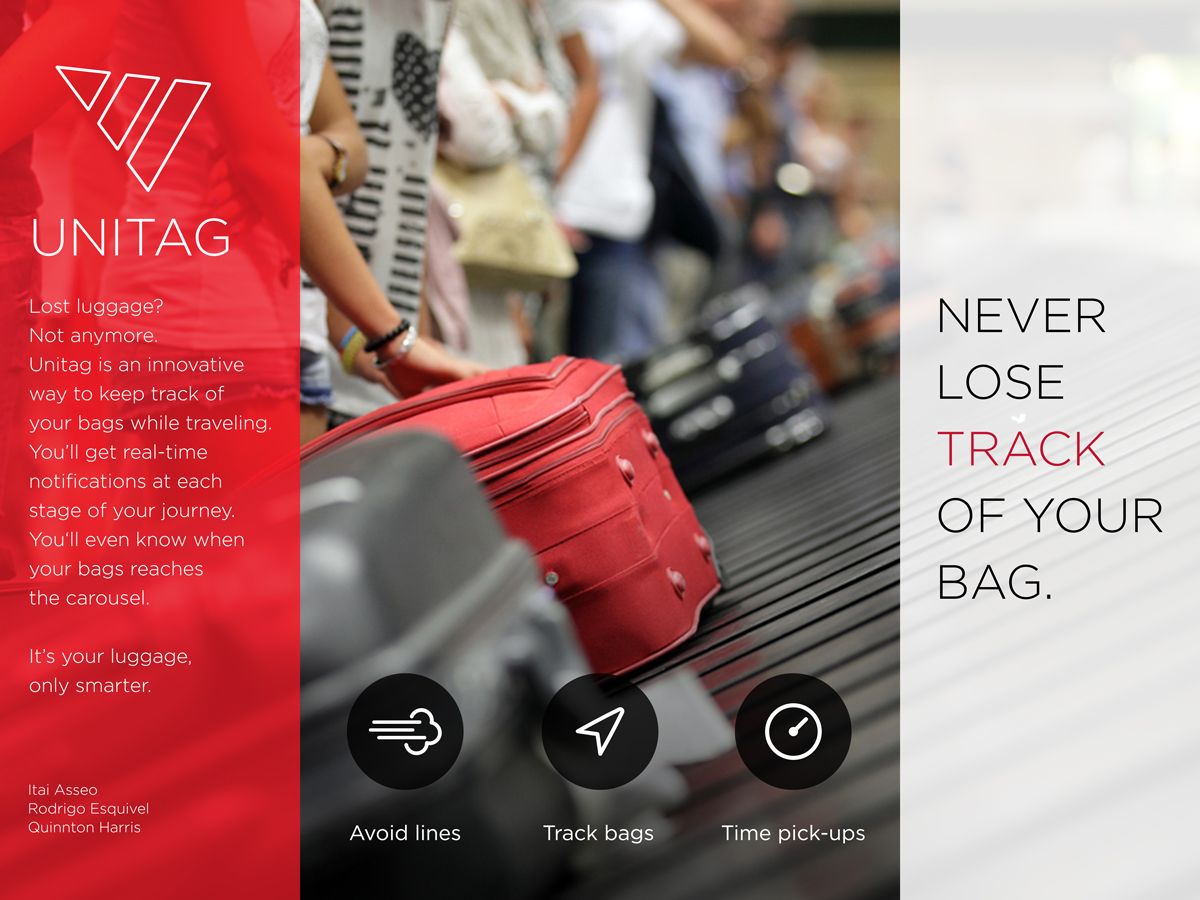 UNITAG
Lost luggage?
Not anymore.
Unitag is an innovative
way to keep track of
your bags while traveling.
You’ll get real-time
notifications at each
stage of your journey.
You‘ll even know when
your bags reaches
the carousel.
It’s your luggage,
only smarter.
Itai Asseo
Rodrigo Esquivel
Quinnton Harris
Avoid lines
Track bags
Time pick-ups
NEVER
LOSE
TRACK
OF YOUR
BAG.